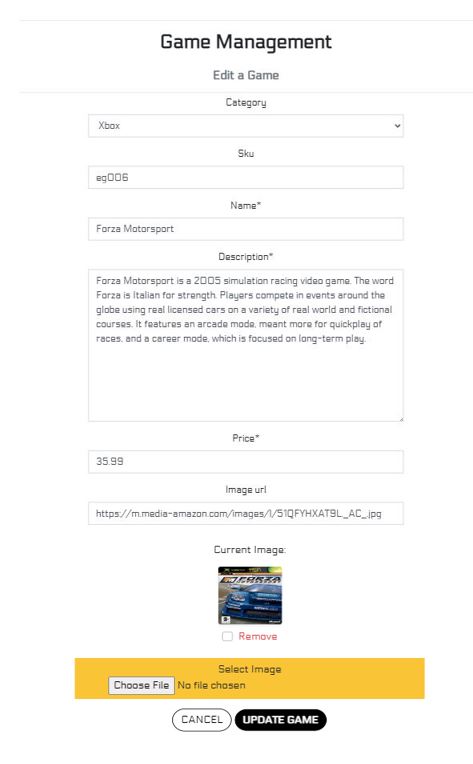 Game Management
Edit a Game
Category
Xbox
Sku
eg006
Name*
Forza Motorsport
Description*
Forza Motorsport is a 2005 simulation racing video game. The word
Forza is Italian for strength. Players compete in events around the
globe using real licensed cars on a variety of real world and fictional
courses. It features an arcade mode, meant more for quickplay of
races, and a career mode, which is focused on long-term play.
Price*
35.99
Image url
https://m.media-amazon.com/images/I/51QFYHXAT9L._AC_.jpg
Current Image:
FORZA
Remove
Select Image
Choose File No file chosen
CANCEL UPDATE GAME